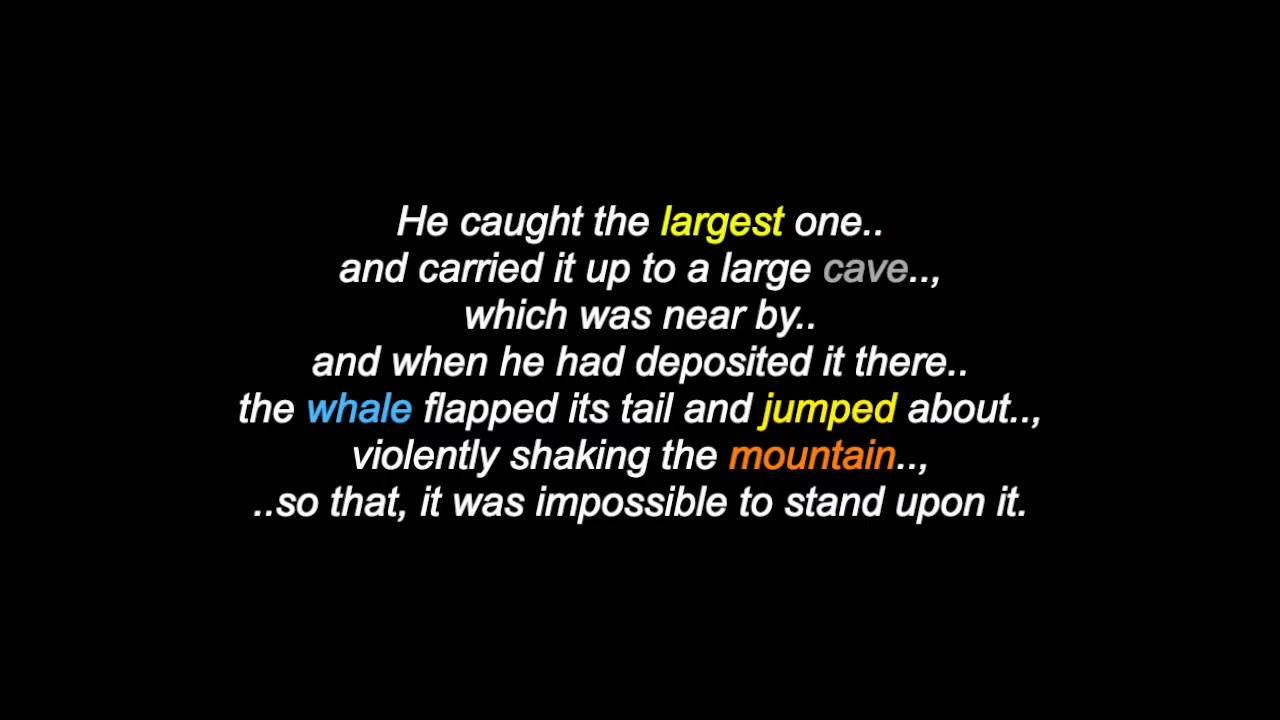 He caught the largest one..
and carried it up to a large cave..,
which was near by..
and when he had deposited it there..
the whale flapped its tail and jumped about..,
violently shaking the mountain..,
..so that, it was impossible to stand upon it.